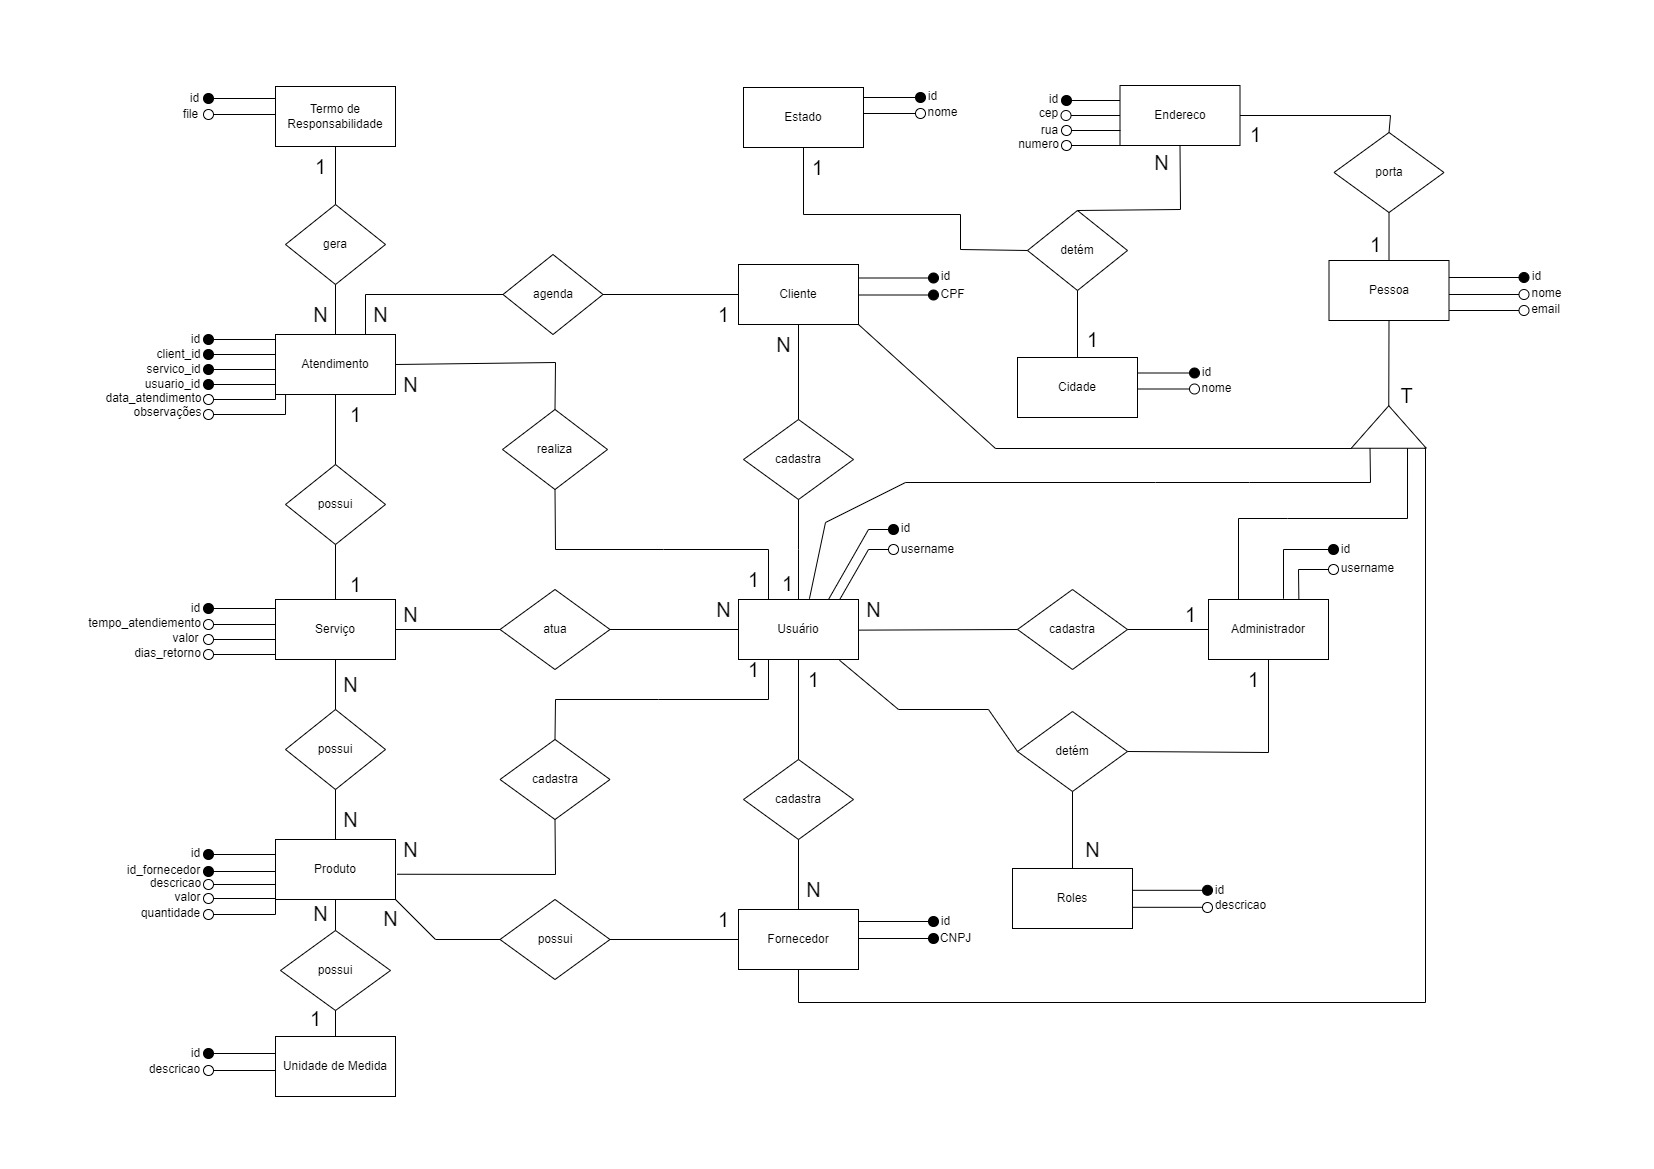 id
file
Termo de
Responsabilidade
1
gera
N
Estado
id
nome
1
id
cep
rua
numero
Endereco
1
N
porta
1
detém
1
Pessoa
id
nome
email
T
Cidade
id
nome
N
agenda
1
Cliente
id
CPF
N
id
client_id
servico_id
usuario_id
data_atendimento
observações
Atendimento
N
1
realiza
cadastra
possui
1
id
username
id
username
1
1
id
tempo_atendiemento
valor
dias_retorno
Serviço
N
atua
N
Usuário
N
cadastra
1
Administrador
N
1
1
1
possui
cadastra
cadastra
detém
N
N
N
N
id
id_fornecedor
descricao
valor
quantidade
Produto
N
N
possui
1
Fornecedor
id
CNPJ
Roles
id
descricao
possui
1
id
descricao
Unidade de Medida